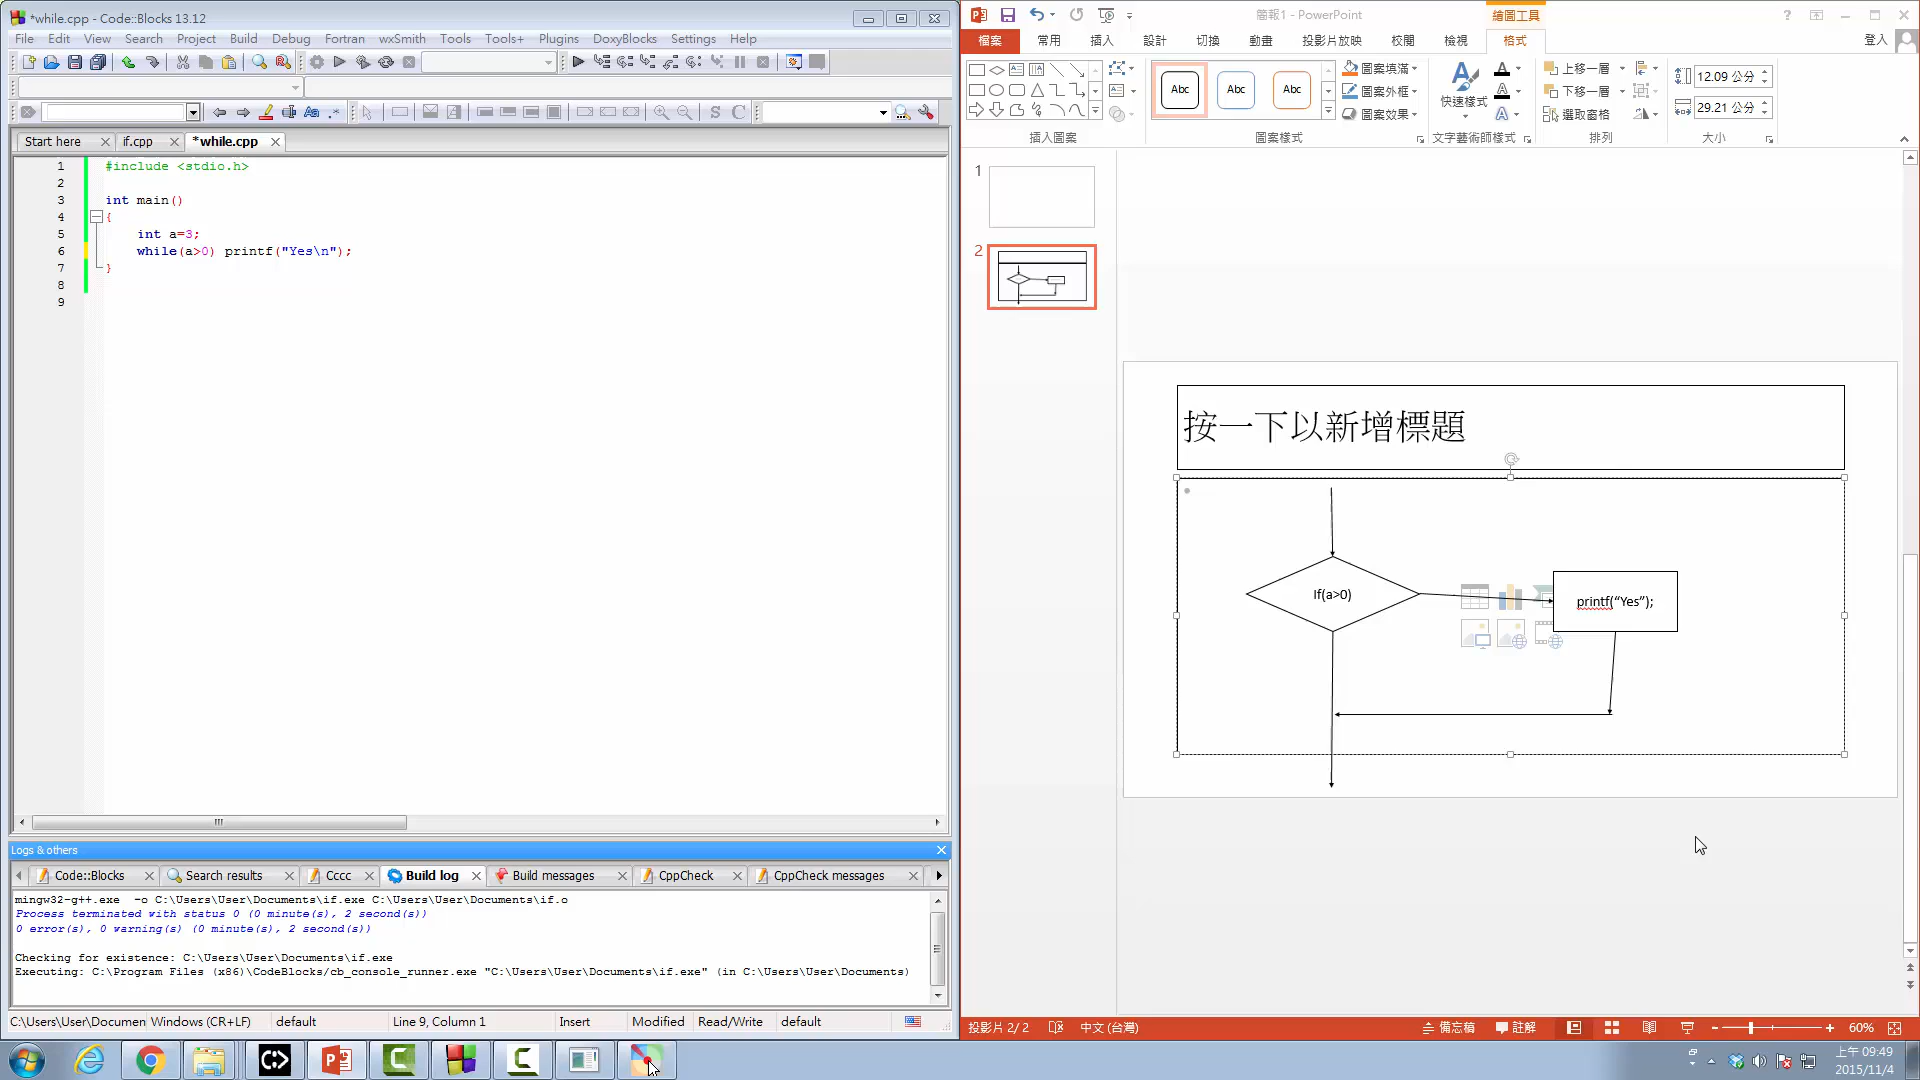 *while.cpp - Code::Blocks 13.12
File Edit View Search Project Build Debug Fortran wxSmith Tools Tools+ Plugins DoxyBlocks Settings Help
Start here if.cpp *while.cpp
1 #include <stdio.h>
2
3 int main()
4 {
5 int a=3;
6 while(a>0) printf("Yes\n");
7 }
8
9
Logs & others
Code::Blocks Search results Cccc Build log Build messages CppCheck CppCheck messages
mingw32-g++.exe -o C:\Users\User\Documents\if.exe C:\Users\User\Documents\if.o
Process terminated with status 0 (0 minute(s), 2 second(s))
0 error(s), 0 warning(s) (0 minute(s), 2 second(s))
Checking for existence: C:\Users\User\Documents\if.exe
Executing: C:\Program Files (x86)\CodeBlocks/cb_console_runner.exe "C:\Users\User\Documents\if.exe" (in C:\Users\User\Documents)
C:\Users\User\Documen Windows (CR+LF) default Line 9, Column 1 Insert Modified Read/Write default
簡報1 - PowerPoint
繪圖工具
檔案 常用 插入 設計 切換 動畫 投影片放映 校閱 檢視 格式 登入
Abc Abc Abc
圖案填滿
圖案外框
圖案效果
快速樣式
上移一層
下移一層
選取窗格
12.09 公分
29.21 公分
插入圖案 圖案樣式 文字藝術師樣式 排列 大小
1
2
按一下以新增標題
If(a>0)
printf("Yes");
投影片 2/ 2 中文 (台灣) 備忘稿 註解 60%
上午 09:49
2015/11/4